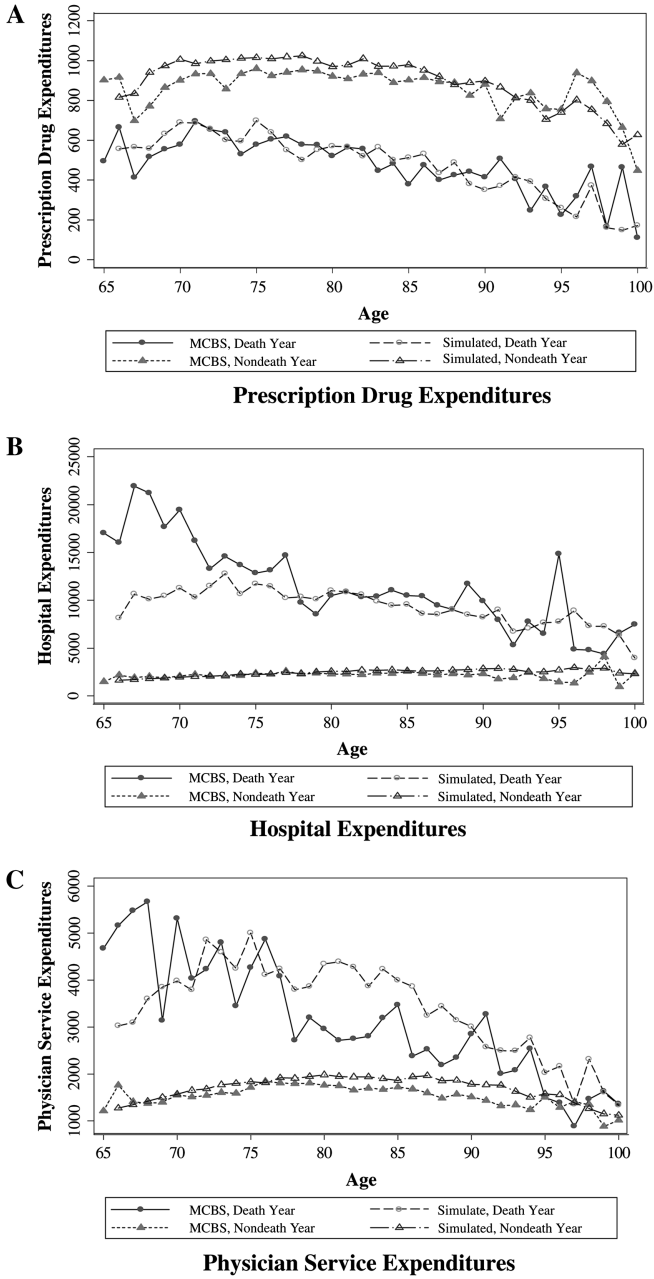 A
Prescription Drug Expenditures
1200
1000
800
600
400
200
0
65 70 75 80 85 90 95 100
Age
MCBS, Death Year Simulated, Death Year
MCBS, Nondeath Year Simulated, Nondeath Year
Prescription Drug Expenditures
B
Hospital Expenditures
25000
20000
15000
10000
5000
0
65 70 75 80 85 90 95 100
Age
MCBS, Death Year Simulated, Death Year
MCBS, Nondeath Year Simulated, Nondeath Year
Hospital Expenditures
C
Physician Service Expenditures
6000
5000
4000
3000
2000
1000
65 70 75 80 85 90 95 100
Age
MCBS, Death Year Simulate, Death Year
MCBS, Nondeath Year Simulated, Nondeath Year
Physician Service Expenditures